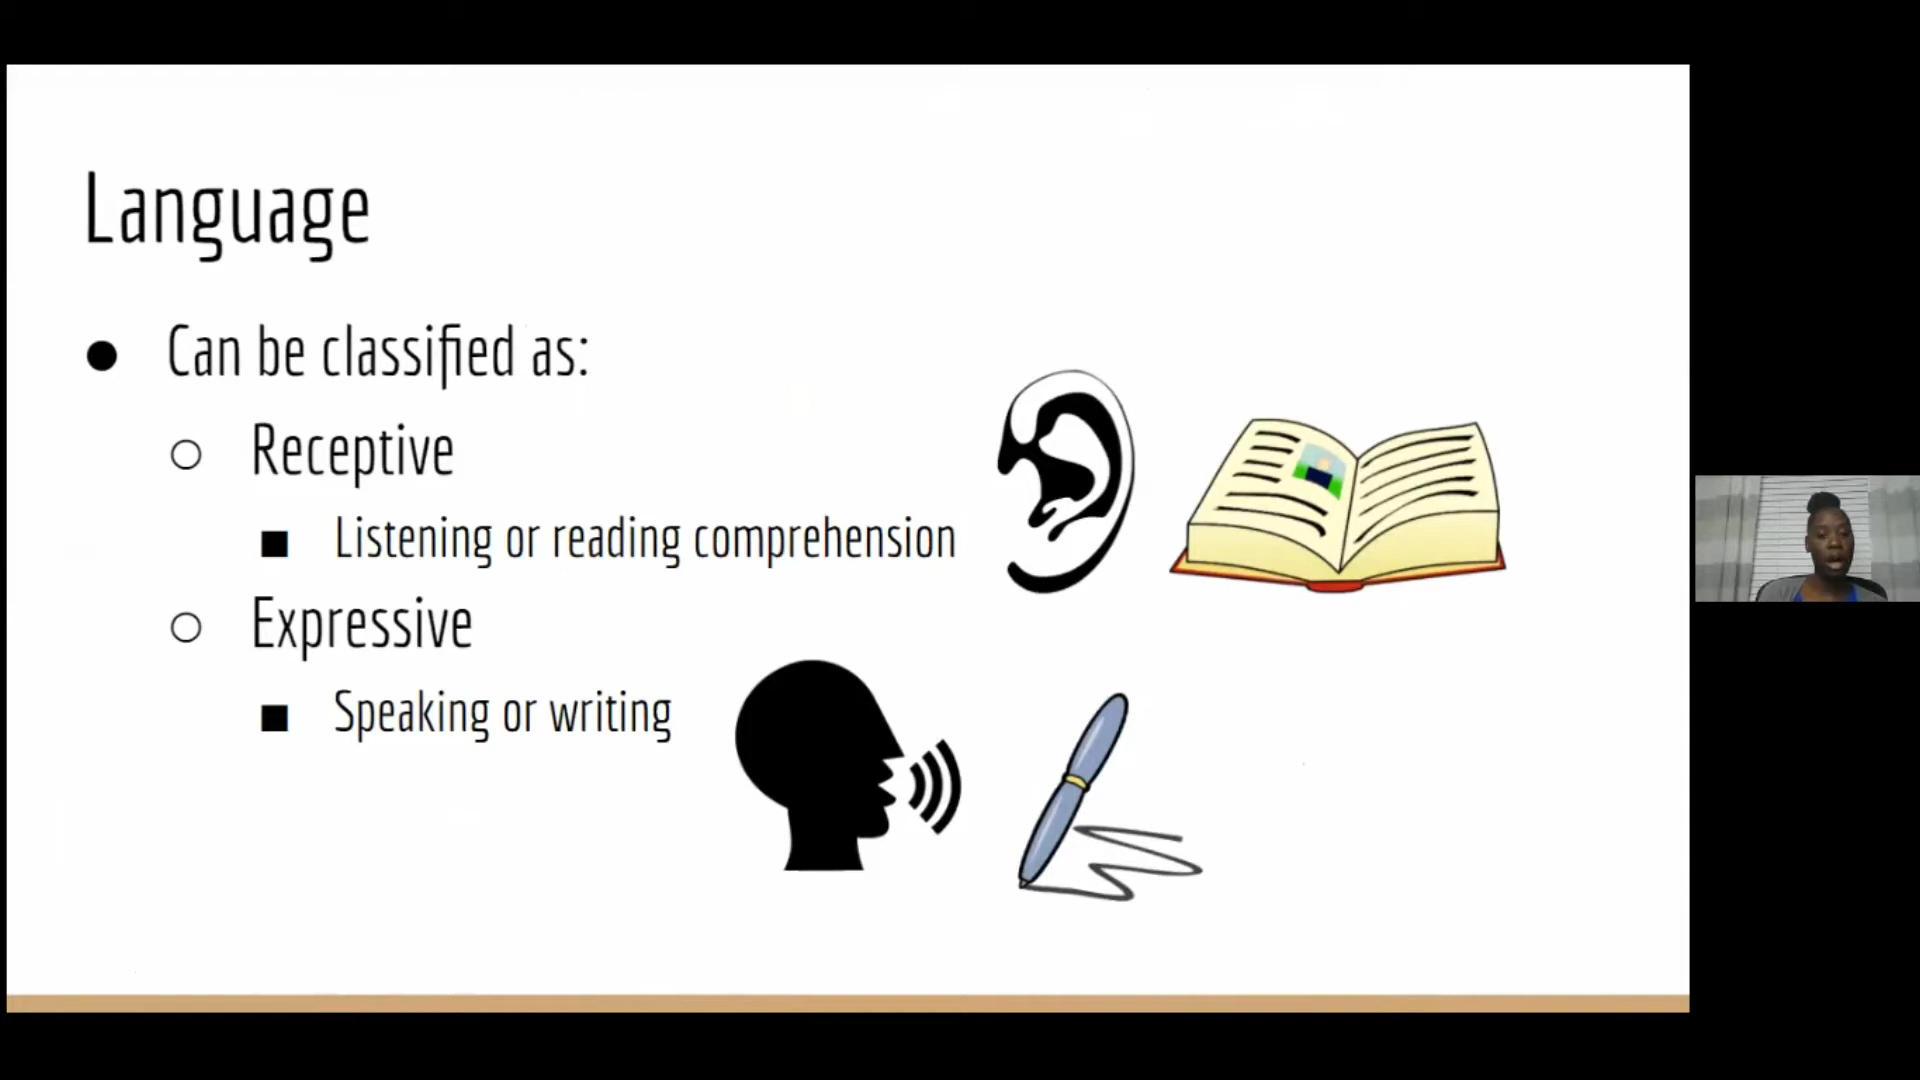 Language
● Can be classified as:
○ Receptive
■ Listening or reading comprehension
○ Expressive
■ Speaking or writing